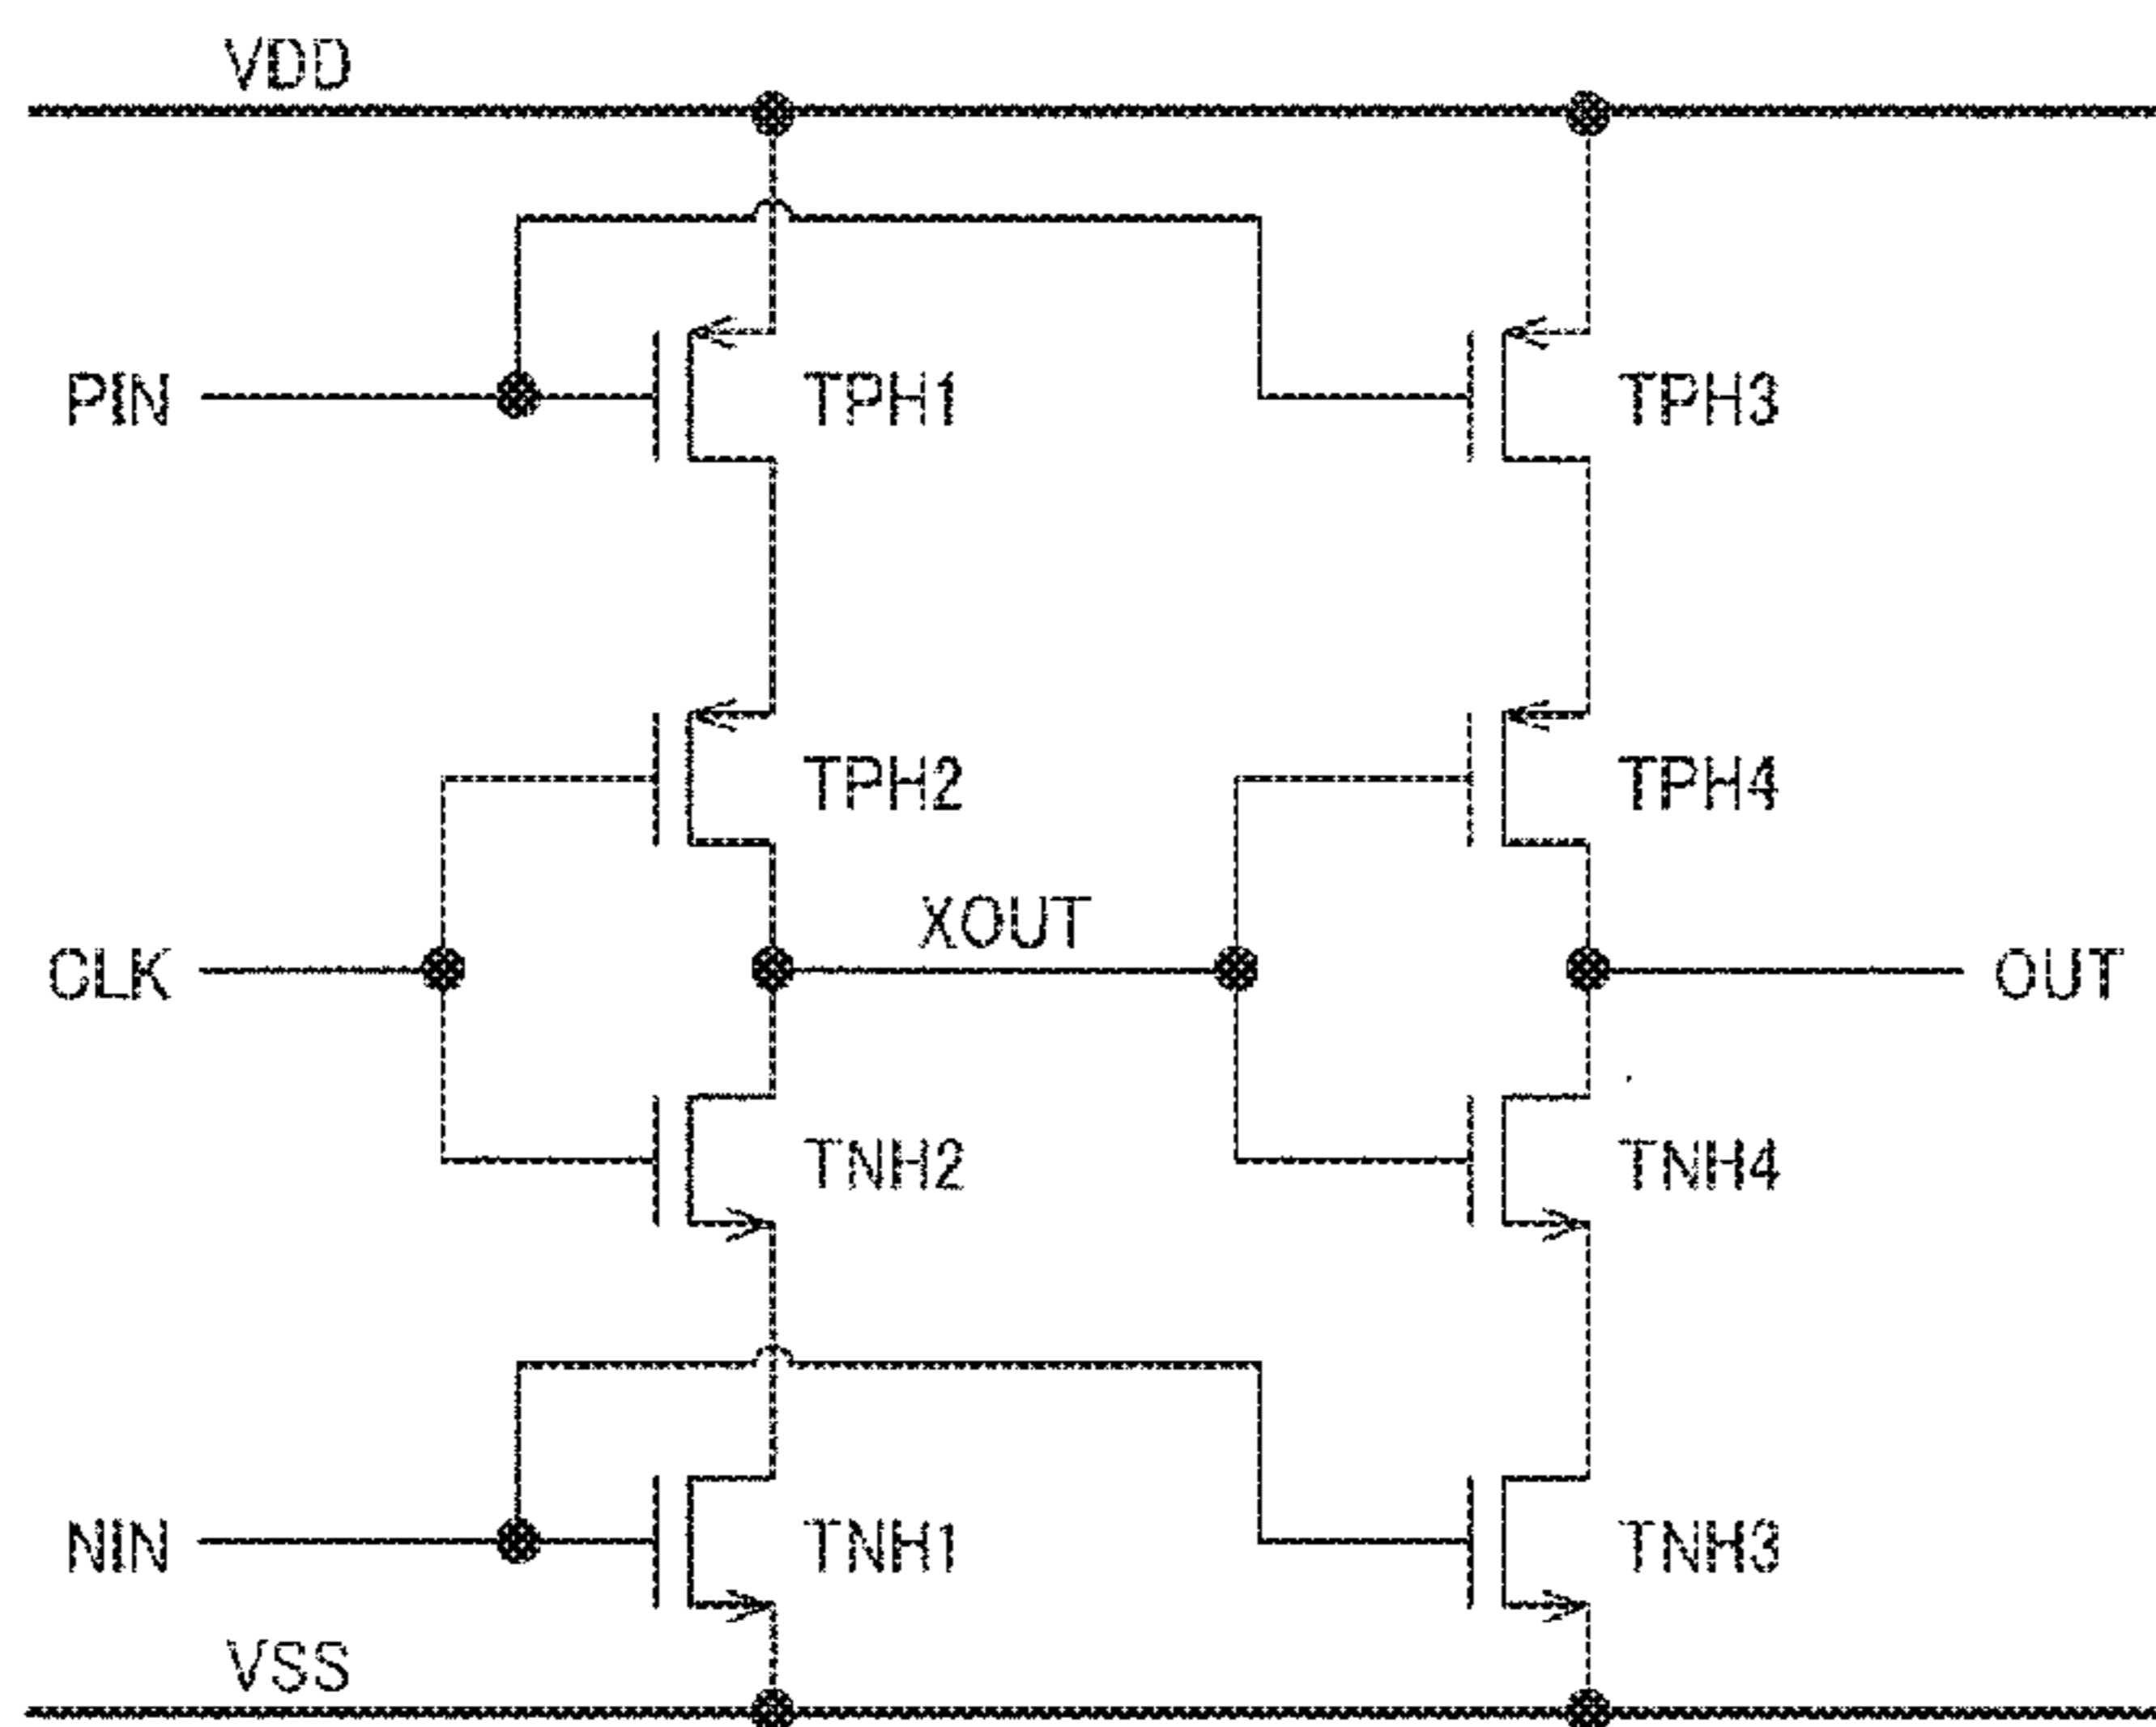 VDD
PIN
TPH1
TPH3
TPH2
TPH4
XOUT
CLK
OUT
TNH2
TNH4
NIN
TNH1
TNH3
VSS